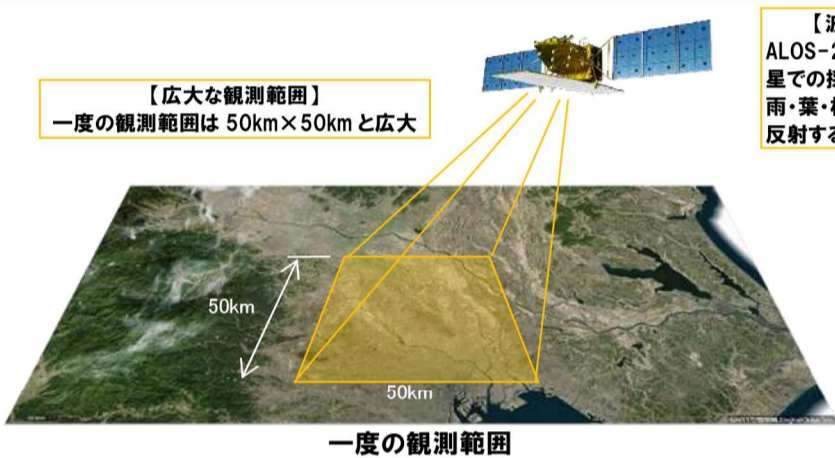 【広大な観測範囲】
一度の観測範囲は 50km×50km と広大
ALOS-2
星での
雨・葉・
反射する
50km
50km
一度の観測範囲